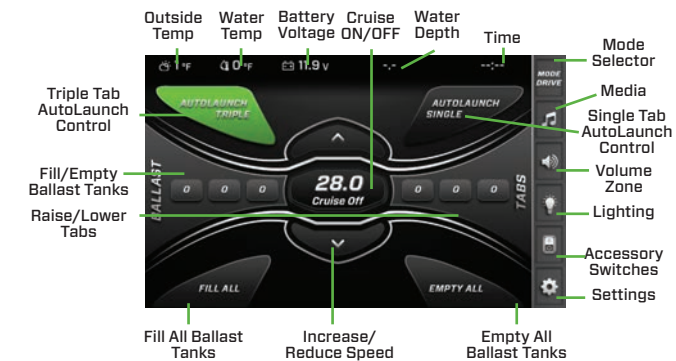 Outside
Temp
Water
Temp
Battery
Voltage
Cruise
ON/OFF
Water
Depth
Time
Mode
Selector
1 °F
0 °F
11.9 V
-.-
--:--
MODE
DRIVE
AUTOLAUNCH
TRIPLE
AUTOLAUNCH
SINGLE
Triple Tab
AutoLaunch
Control
Media
Single Tab
AutoLaunch
Control
Fill/Empty
Ballast Tanks
Volume
Zone
BALLAST
0 0 0
28.0
Cruise Off
0 0 0
TABS
Raise/Lower
Tabs
Lighting
Accessory
Switches
FILL ALL
EMPTY ALL
Settings
Fill All Ballast
Tanks
Increase/
Reduce Speed
Empty All
Ballast Tanks